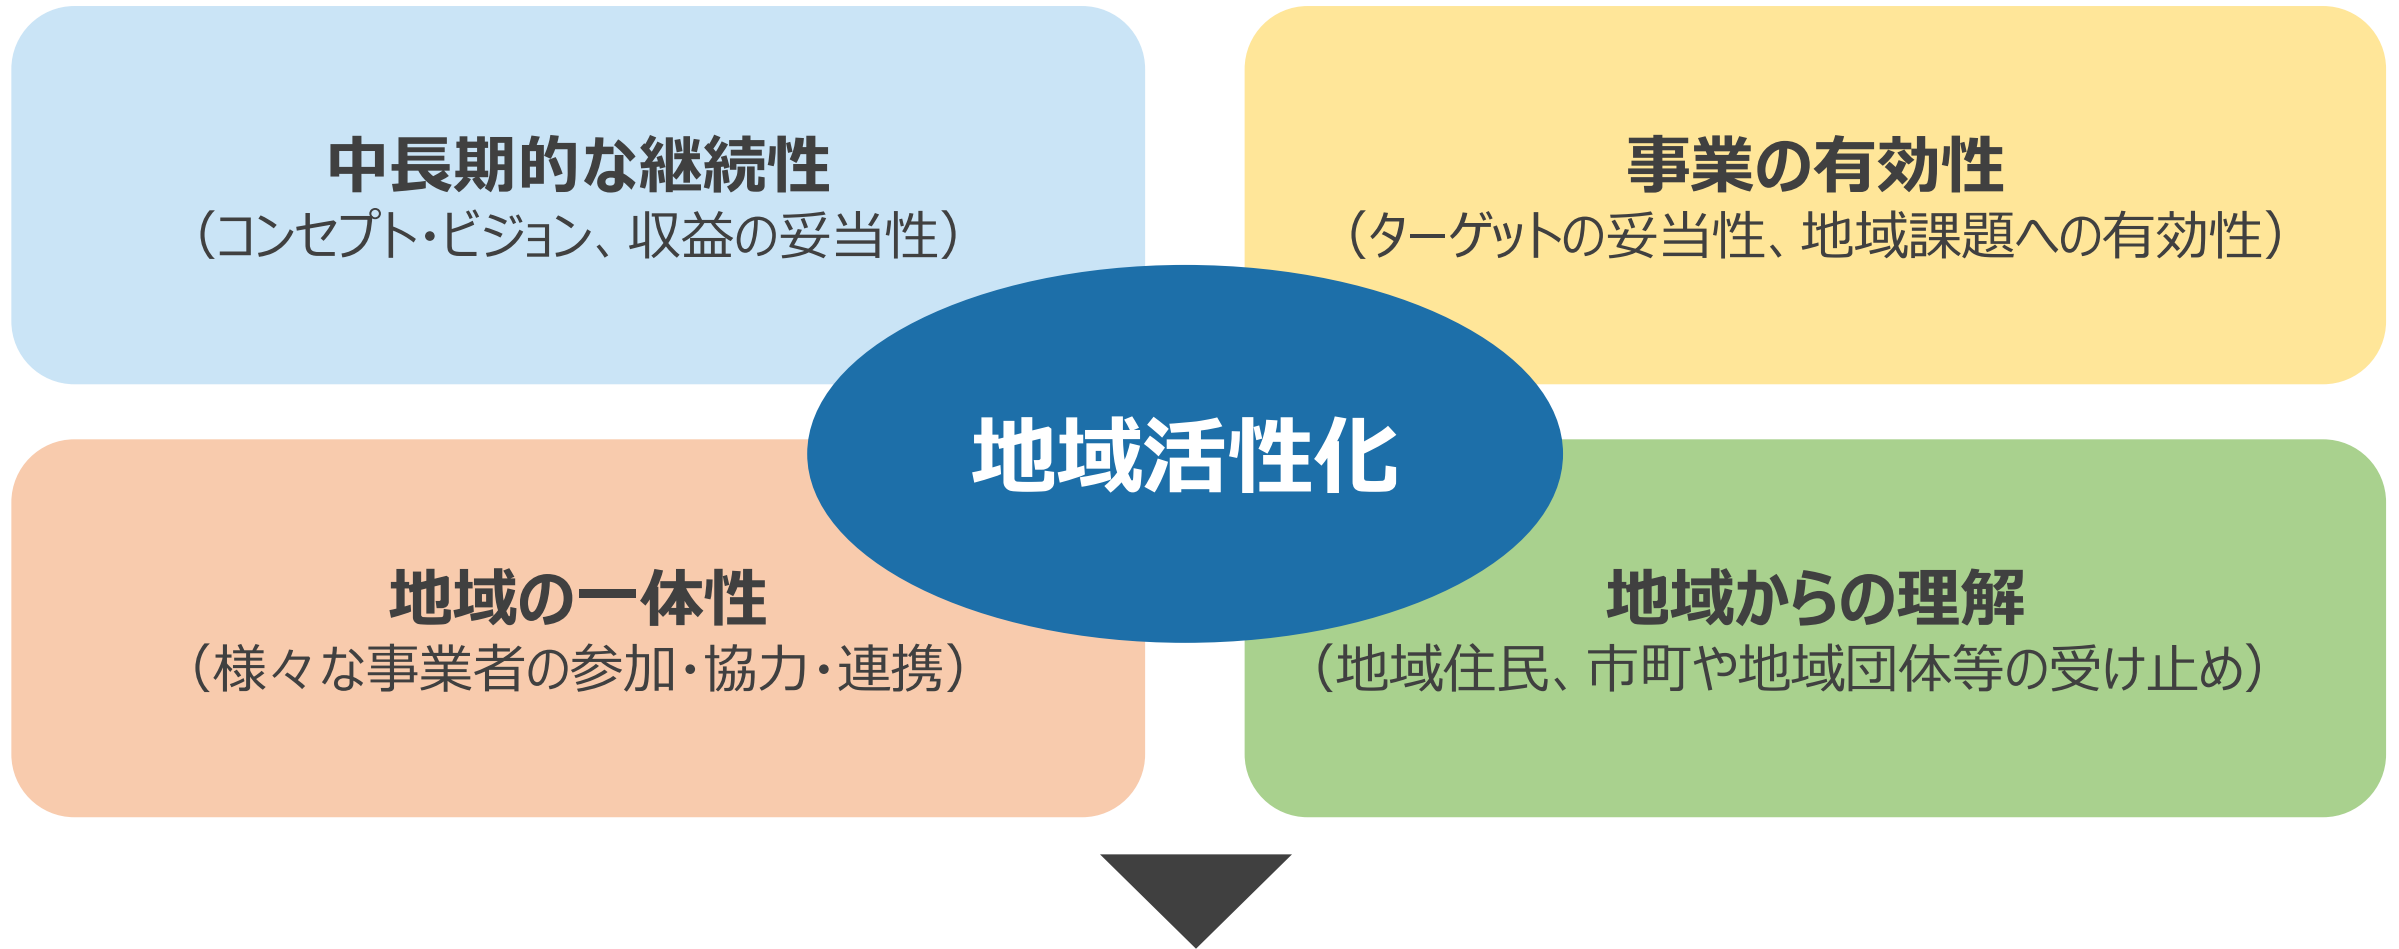 中長期的な継続性
（コンセプト・ビジョン、収益の妥当性）
事業の有効性
（ターゲットの妥当性、地域課題への有効性）
地域活性化
地域の一体性
（様々な事業者の参加・協力・連携）
地域からの理解
（地域住民、市町や地域団体等の受け止め）